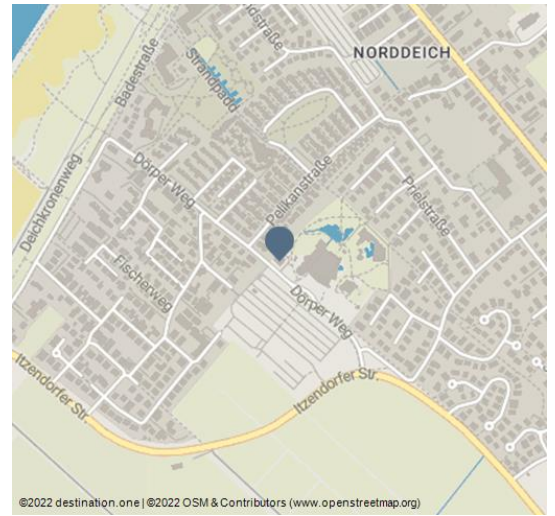 NORDDEICH
Badestraße
Strandpadd
Deichkronenweg
Dörper Weg
Pelikanstraße
Prielstraße
Fischerweg
Dörper Weg
Itzendorfer Str.
Itzendorfer Str.
©2022 destination.one | ©2022 OSM & Contributors (www.openstreetmap.org)